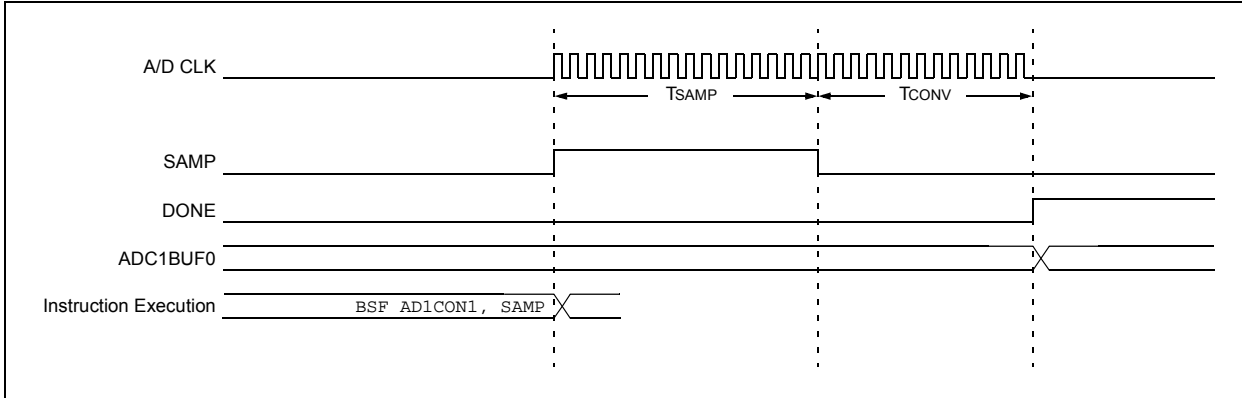 A/D CLK
TSAMP
TCONV
SAMP
DONE
ADC1BUF0
Instruction Execution
BSF AD1CON1, SAMP